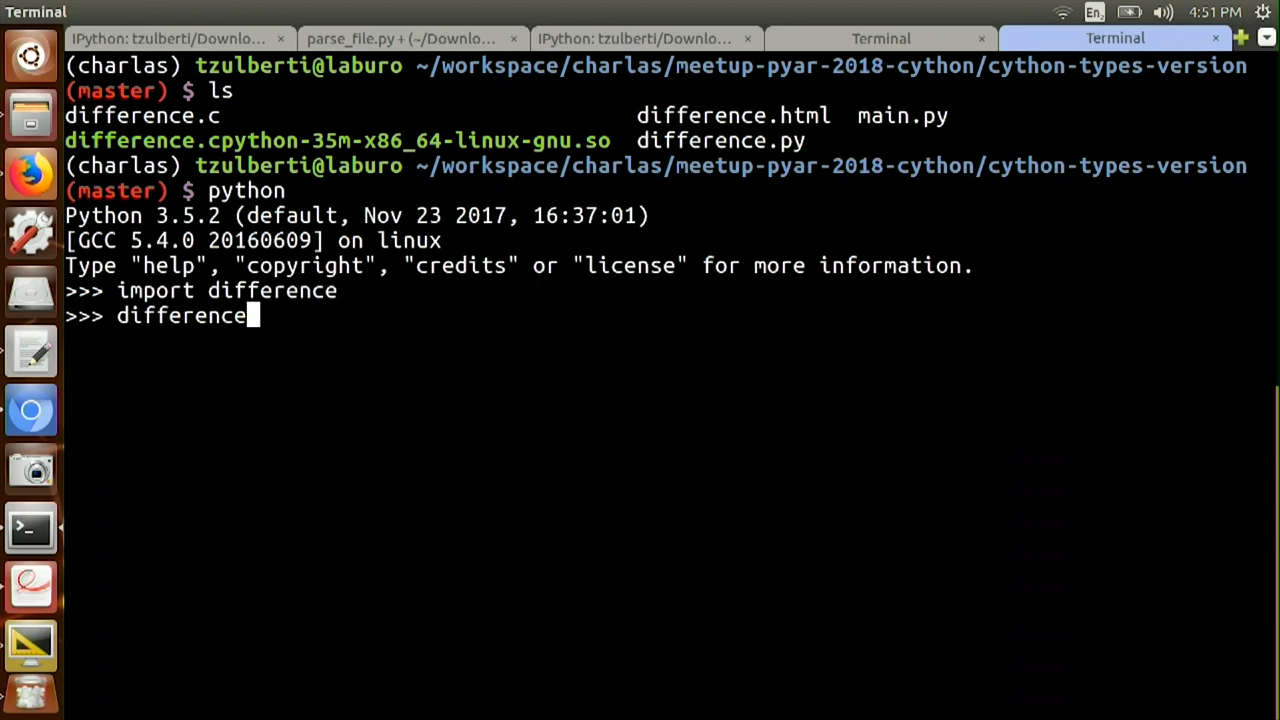 Terminal
En₂ 4:51 PM
IPython: tzulberti/Downlo... × parse_file.py + (~/Downlo... × IPython: tzulberti/Downlo... × Terminal × Terminal ×
(charlas) tzulberti@laburo ~/workspace/charlas/meetup-pyar-2018-cython/cython-types-version
(master) $ ls
difference.c difference.html main.py
difference.cpython-35m-x86_64-linux-gnu.so difference.py
(charlas) tzulberti@laburo ~/workspace/charlas/meetup-pyar-2018-cython/cython-types-version
(master) $ python
Python 3.5.2 (default, Nov 23 2017, 16:37:01)
[GCC 5.4.0 20160609] on linux
Type "help", "copyright", "credits" or "license" for more information.
>>> import difference
>>> difference